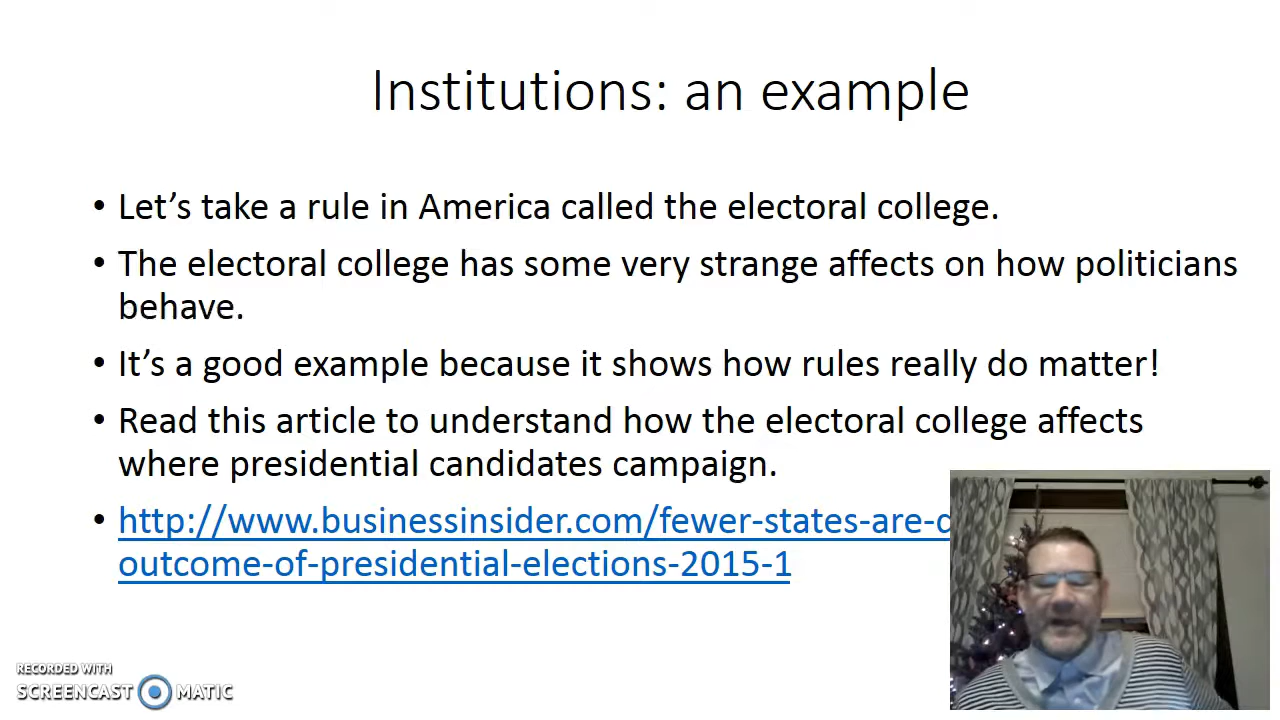 Institutions: an example
• Let’s take a rule in America called the electoral college.
• The electoral college has some very strange affects on how politicians
behave.
• It’s a good example because it shows how rules really do matter!
• Read this article to understand how the electoral college affects
where presidential candidates campaign.
• http://www.businessinsider.com/fewer-states-are-
outcome-of-presidential-elections-2015-1
RECORDED WITH
SCREENCAST MATIC